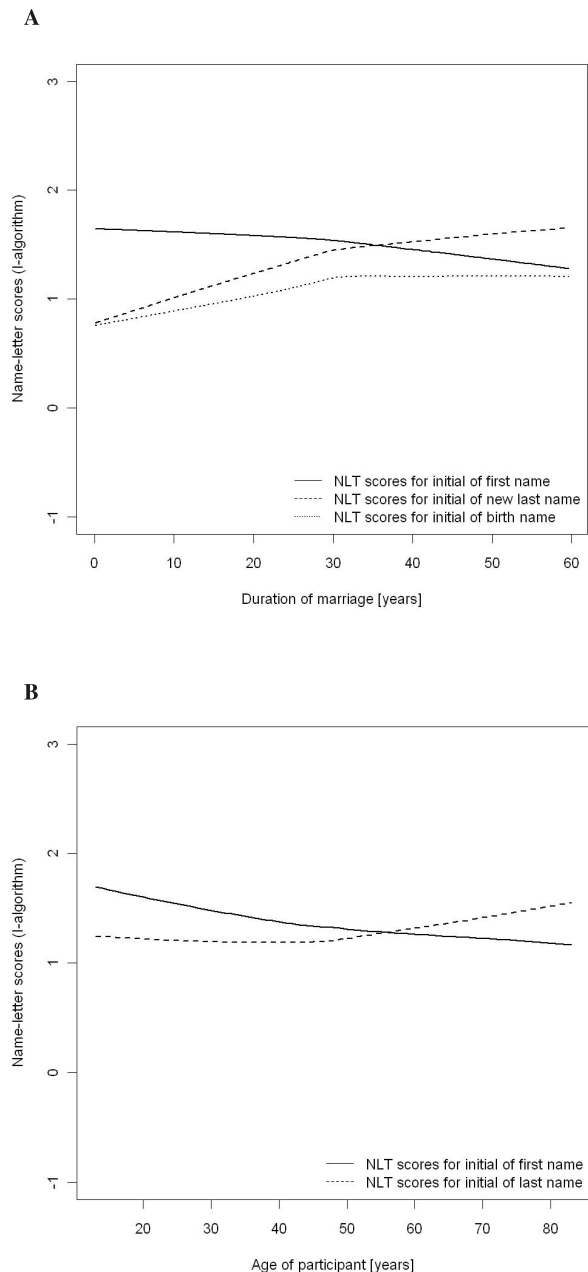 A
Name-letter scores (I-algorithm)
3
2
1
0
-1
NLT scores for initial of first name
NLT scores for initial of new last name
NLT scores for initial of birth name
0 10 20 30 40 50 60
Duration of marriage [years]
B
Name-letter scores (I-algorithm)
3
2
1
0
-1
NLT scores for initial of first name
NLT scores for initial of last name
20 30 40 50 60 70 80
Age of participant [years]